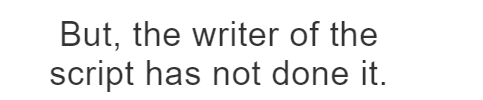 But, the writer of the
script has not done it.